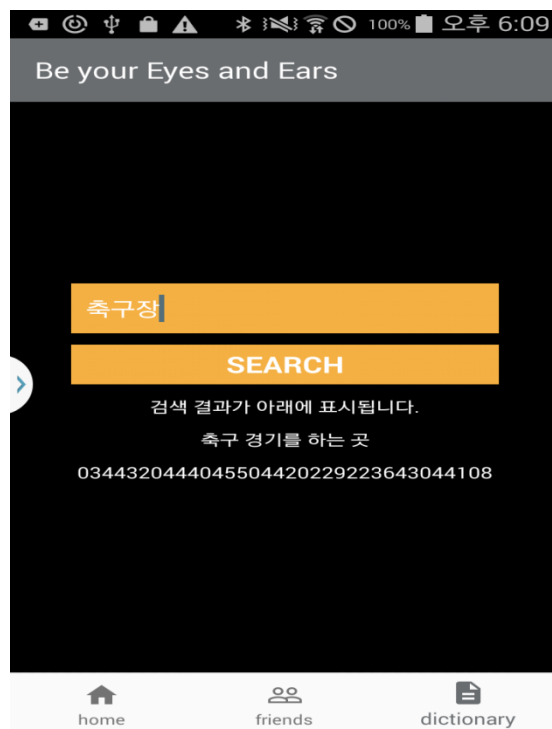 100% 오후 6:09
Be your Eyes and Ears
축구장
SEARCH
검색 결과가 아래에 표시됩니다.
축구 경기를 하는 곳
0344320444045504420229223643044108
home friends dictionary